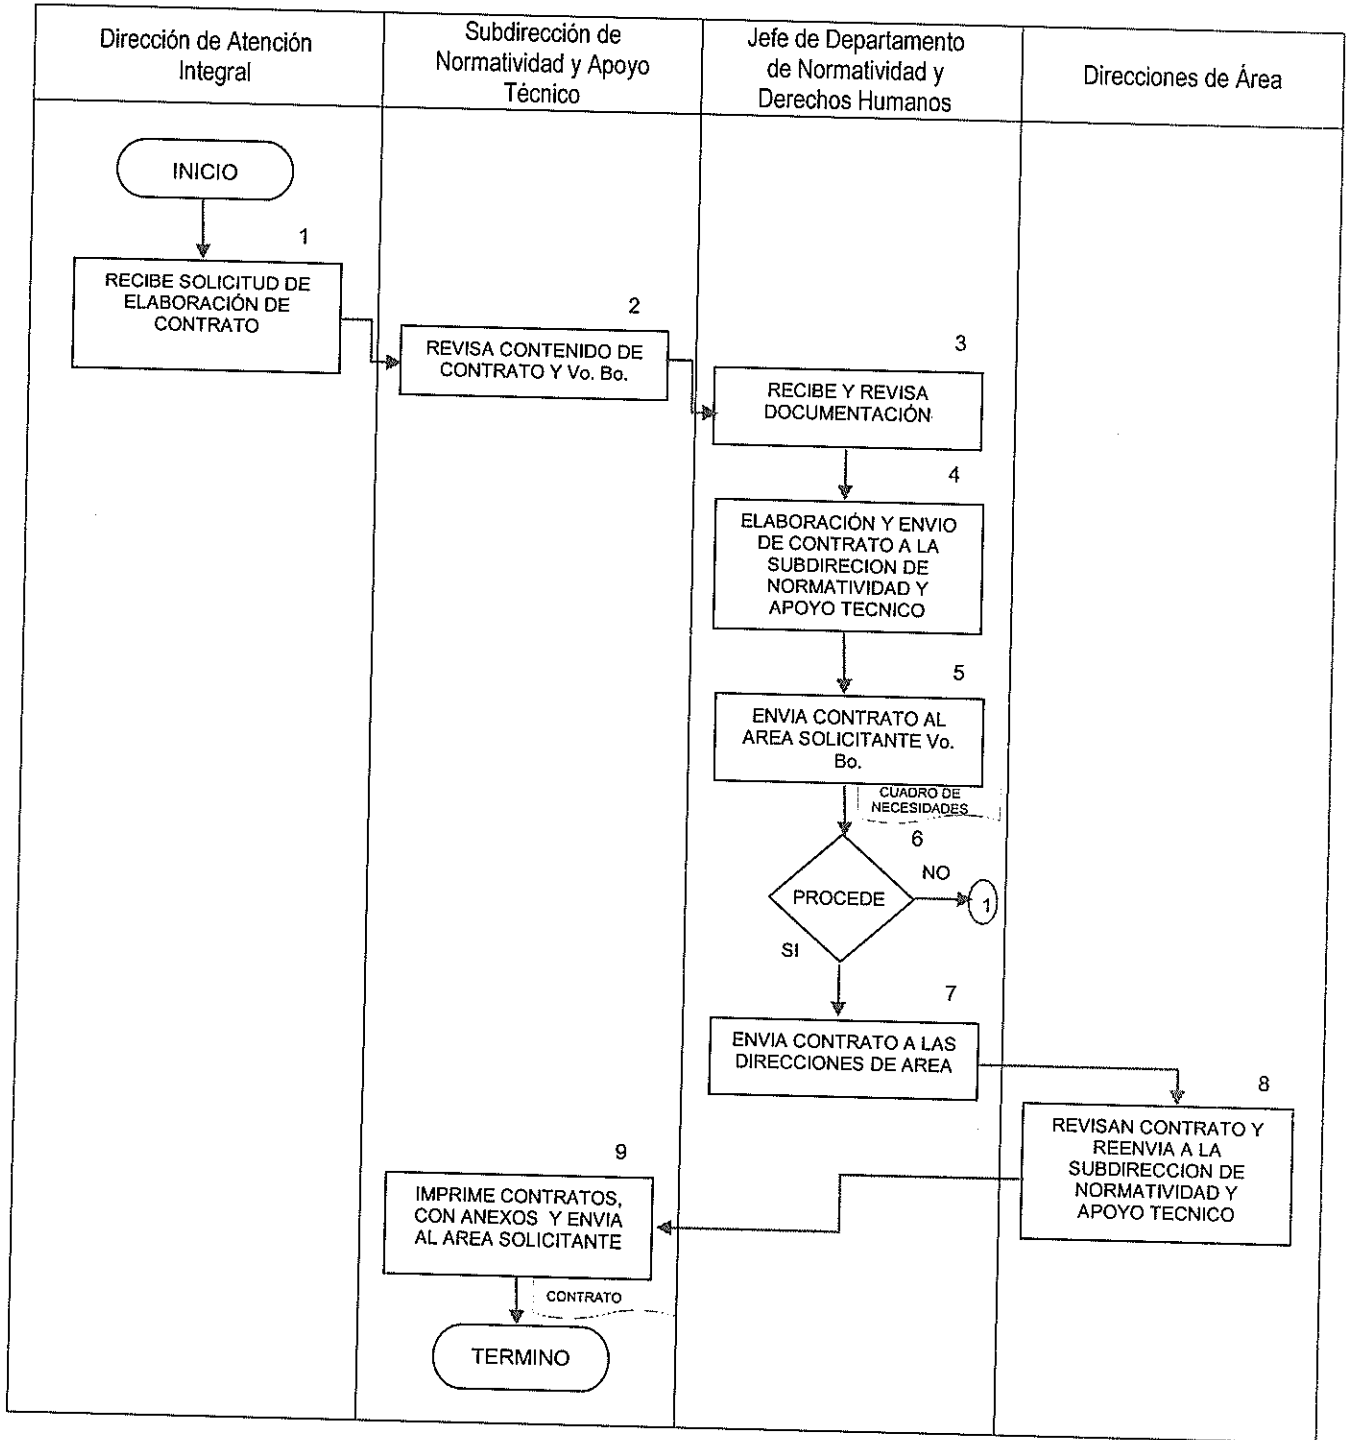 Dirección de Atención
Integral
Subdirección de
Normatividad y Apoyo
Técnico
Jefe de Departamento
de Normatividad y
Derechos Humanos
Direcciones de Área
INICIO
1
RECIBE SOLICITUD DE
ELABORACIÓN DE
CONTRATO
2
REVISA CONTENIDO DE
CONTRATO Y Vo. Bo.
3
RECIBE Y REVISA
DOCUMENTACIÓN
4
ELABORACIÓN Y ENVIO
DE CONTRATO A LA
SUBDIRECION DE
NORMATIVIDAD Y
APOYO TECNICO
5
ENVIA CONTRATO AL
AREA SOLICITANTE Vo.
Bo.
CUADRO DE
NECESIDADES
6
PROCEDE
NO
1
SI
7
ENVIA CONTRATO A LAS
DIRECCIONES DE AREA
8
REVISAN CONTRATO Y
REENVIA A LA
SUBDIRECCION DE
NORMATIVIDAD Y
APOYO TECNICO
9
IMPRIME CONTRATOS,
CON ANEXOS Y ENVIA
AL AREA SOLICITANTE
CONTRATO
TERMINO